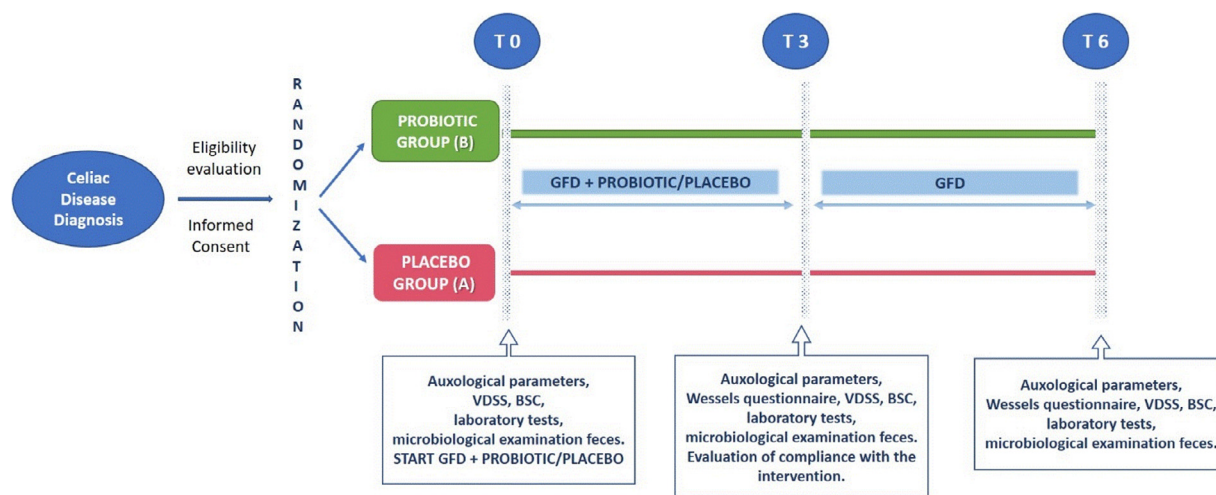 T 0
T 3
T 6
RANDOMIZATION
PROBIOTIC
GROUP (B)
Eligibility
evaluation
Celiac
Disease
Diagnosis
Informed
Consent
GFD + PROBIOTIC/PLACEBO
GFD
PLACEBO
GROUP (A)
Auxological parameters,
VDSS, BSC,
laboratory tests,
microbiological examination feces.
START GFD + PROBIOTIC/PLACEBO
Auxological parameters,
Wessels questionnaire, VDSS, BSC,
laboratory tests,
microbiological examination feces.
Evaluation of compliance with the
intervention.
Auxological parameters,
Wessels questionnaire, VDSS, BSC,
laboratory tests,
microbiological examination feces.